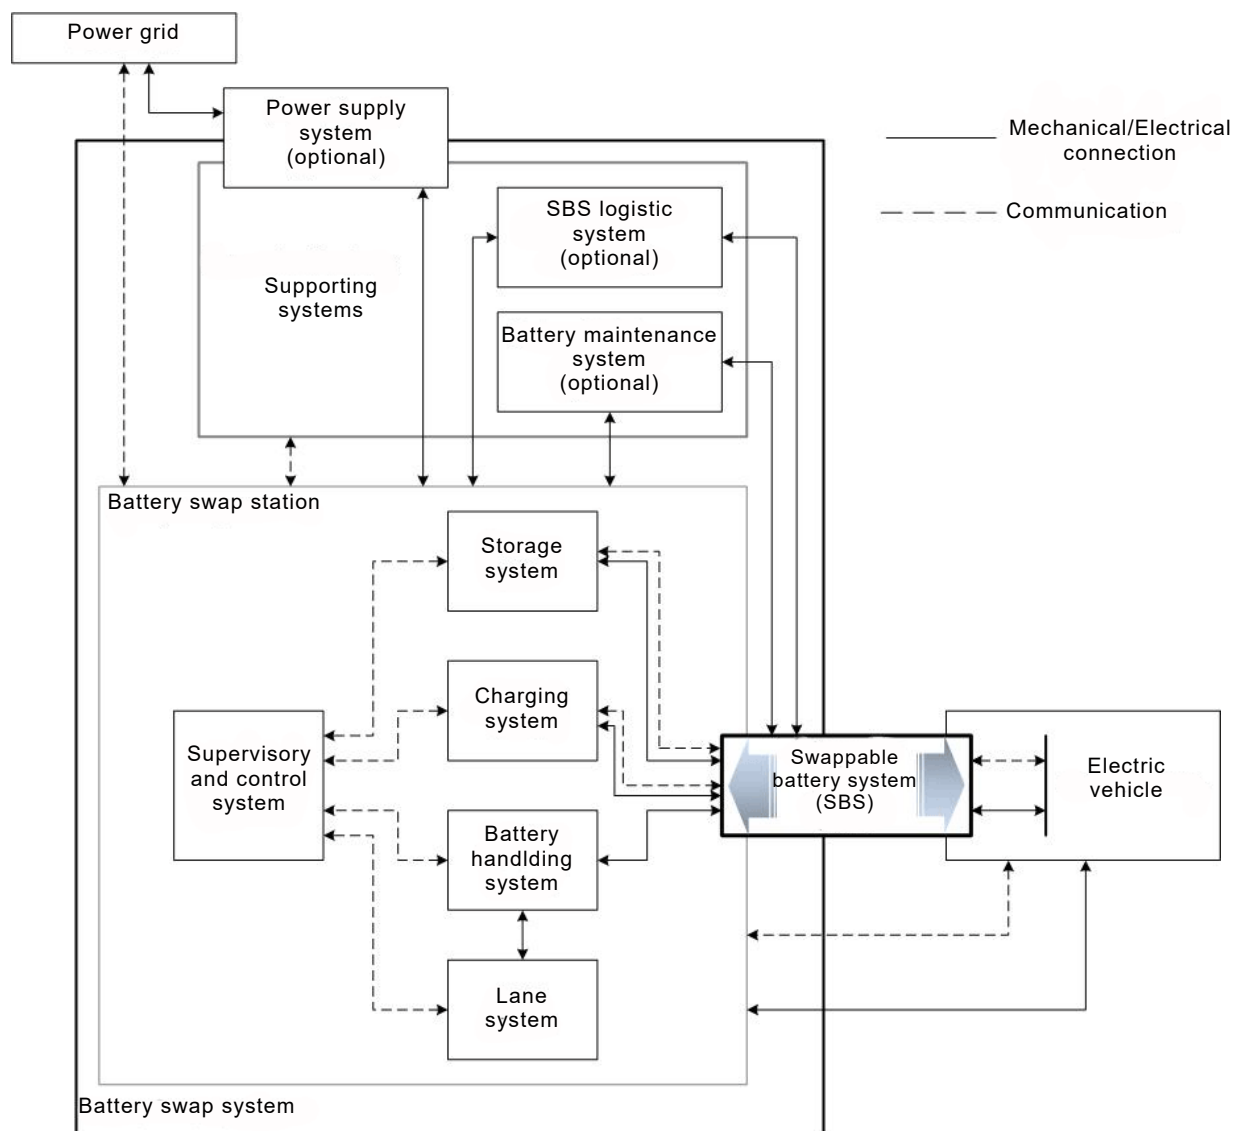 Power grid
Power supply
system
(optional)
Mechanical/Electrical
connection
Communication
SBS logistic
system
(optional)
Supporting
systems
Battery maintenance
system
(optional)
Battery swap station
Storage
system
Charging
system
Supervisory
and control
system
Swappable
battery system
(SBS)
Electric
vehicle
Battery
handlding
system
Lane
system
Battery swap system